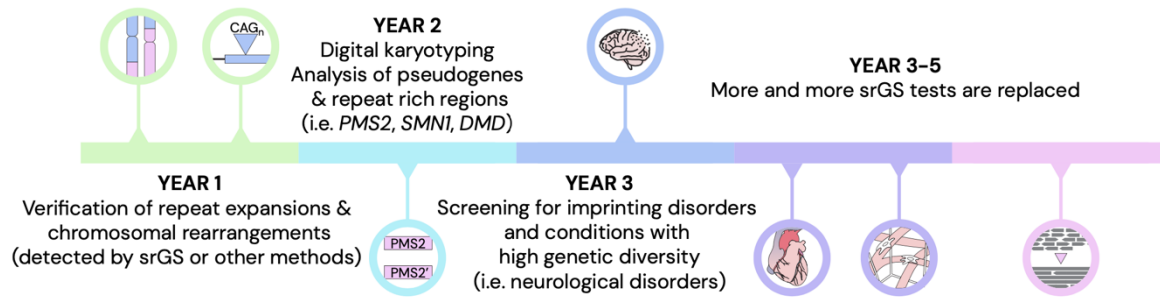 CAGn
YEAR 2
Digital karyotyping
Analysis of pseudogenes
& repeat rich regions
(i.e. PMS2, SMN1, DMD)
YEAR 3–5
More and more srGS tests are replaced
YEAR 1
Verification of repeat expansions &
chromosomal rearrangements
(detected by srGS or other methods)
PMS2
PMS2'
YEAR 3
Screening for imprinting disorders
and conditions with
high genetic diversity
(i.e. neurological disorders)